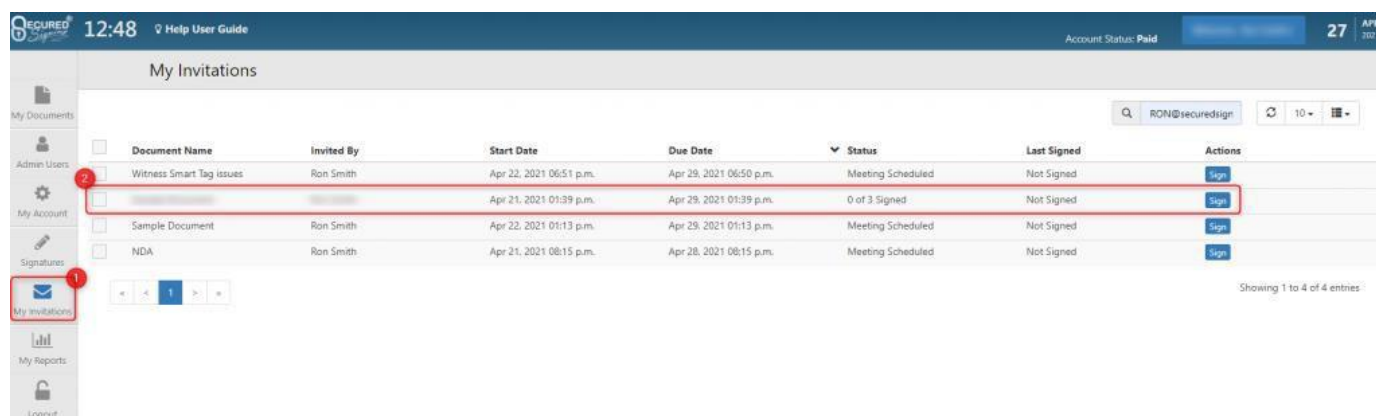 SECURED Signing 12:48 Help User Guide
Account Status: Paid
27 APR
202
My Invitations
My Documents
RON@securedsign 10
Document Name Invited By Start Date Due Date Status Last Signed Actions
Admin Users
Witness Smart Tag issues Ron Smith Apr 22, 2021 06:51 p.m. Apr 29, 2021 06:50 p.m. Meeting Scheduled Not Signed Sign
2
Apr 21, 2021 01:39 p.m. Apr 29, 2021 01:39 p.m. 0 of 3 Signed Not Signed Sign
My Account
Sample Document Ron Smith Apr 22, 2021 01:13 p.m. Apr 29, 2021 01:13 p.m. Meeting Scheduled Not Signed Sign
NDA Ron Smith Apr 21, 2021 08:15 p.m. Apr 28, 2021 08:15 p.m. Meeting Scheduled Not Signed Sign
Signatures
1
« < 1 > »
Showing 1 to 4 of 4 entries
My Invitations
My Reports
Logout